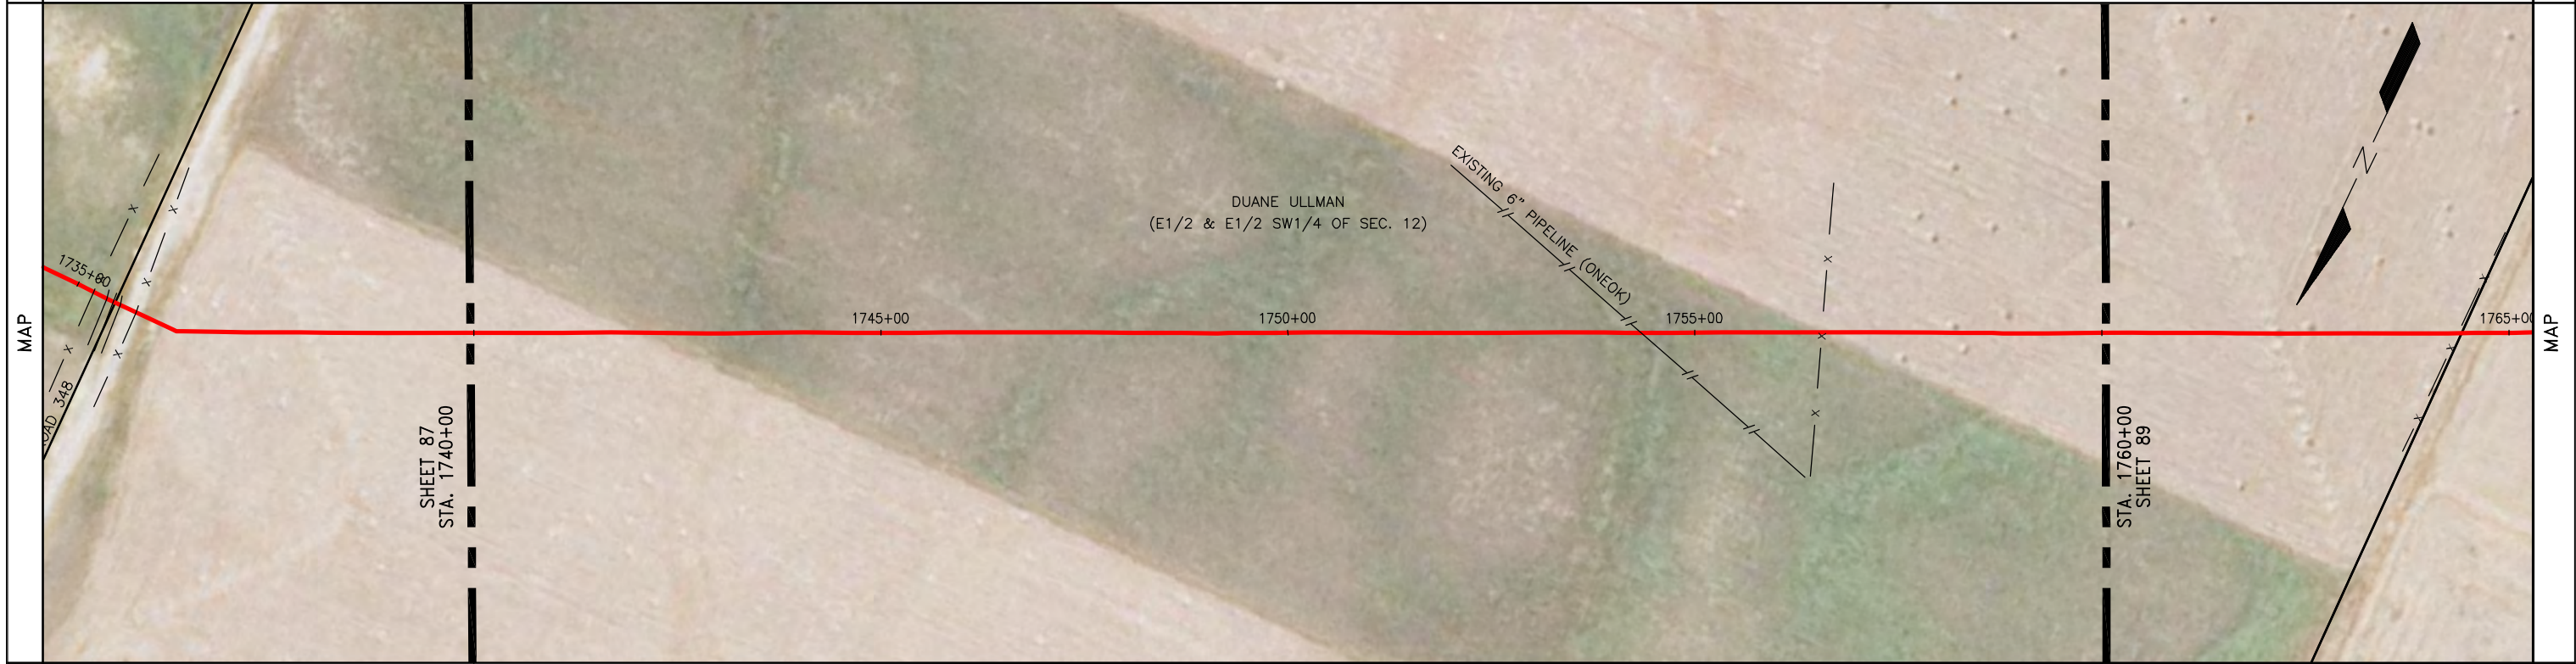 MAP
1735+00
OAD 348
SHEET 87
STA. 1740+00
DUANE ULLMAN
(E1/2 & E1/2 SW1/4 OF SEC. 12)
1745+00
1750+00
EXISTING 6" PIPELINE (ONEOK)
1755+00
STA. 1760+00
SHEET 89
N
1765+00
MAP